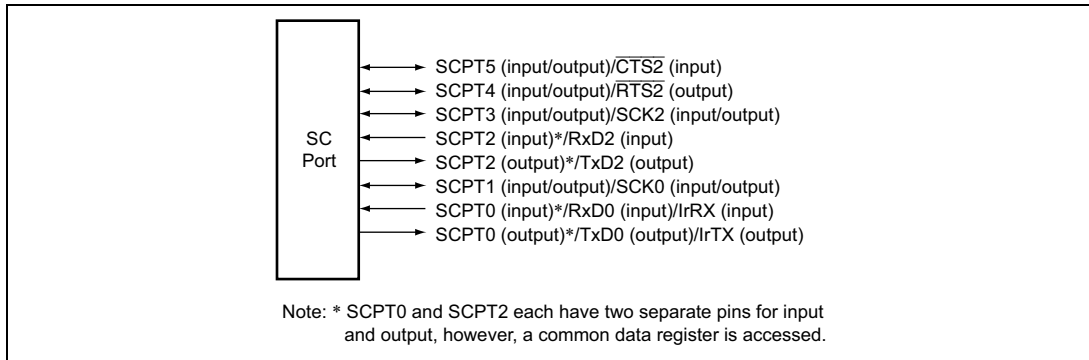 SC
Port
SCPT5 (input/output)/C̅T̅S̅2̅ (input)
SCPT4 (input/output)/R̅T̅S̅2̅ (output)
SCPT3 (input/output)/SCK2 (input/output)
SCPT2 (input)*/RxD2 (input)
SCPT2 (output)*/TxD2 (output)
SCPT1 (input/output)/SCK0 (input/output)
SCPT0 (input)*/RxD0 (input)/IrRX (input)
SCPT0 (output)*/TxD0 (output)/IrTX (output)
Note: * SCPT0 and SCPT2 each have two separate pins for input
and output, however, a common data register is accessed.